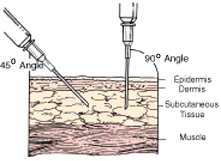 45° Angle
90° Angle
Epidermis
Dermis
Subcutaneous
Tissue
Muscle